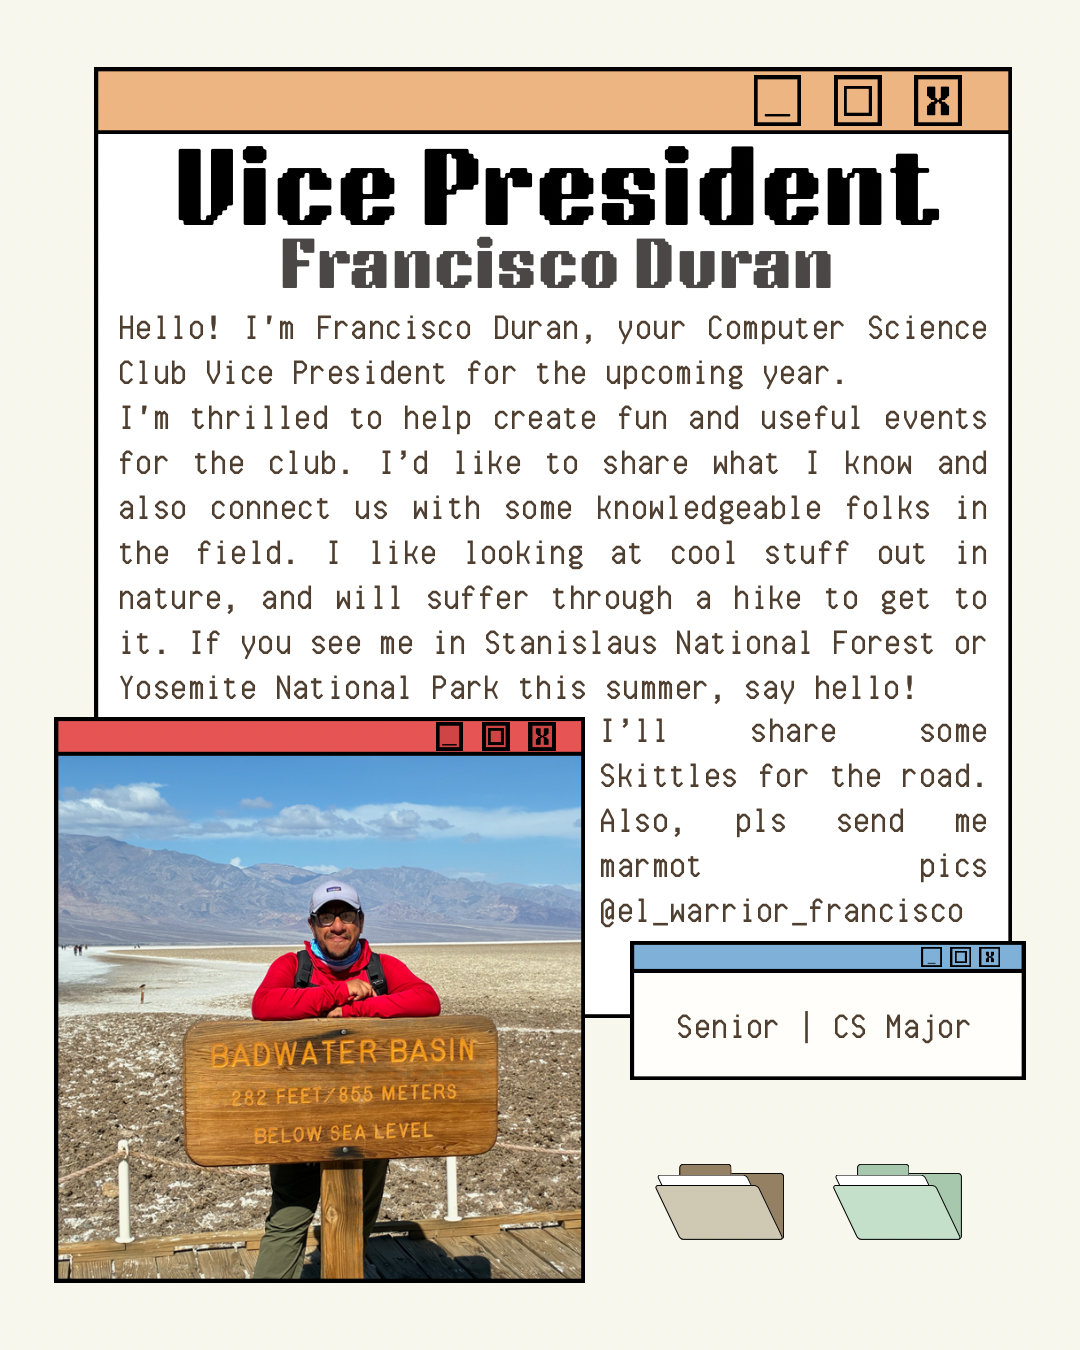 Vice President
Francisco Duran
Hello! I'm Francisco Duran, your Computer Science
Club Vice President for the upcoming year.
I'm thrilled to help create fun and useful events
for the club. I’d like to share what I know and
also connect us with some knowledgeable folks in
the field. I like looking at cool stuff out in
nature, and will suffer through a hike to get to
it. If you see me in Stanislaus National Forest or
Yosemite National Park this summer, say hello!
I’ll share some
Skittles for the road.
Also, pls send me
marmot pics
@el_warrior_francisco
Senior | CS Major
BADWATER BASIN
282 FEET/855 METERS
BELOW SEA LEVEL